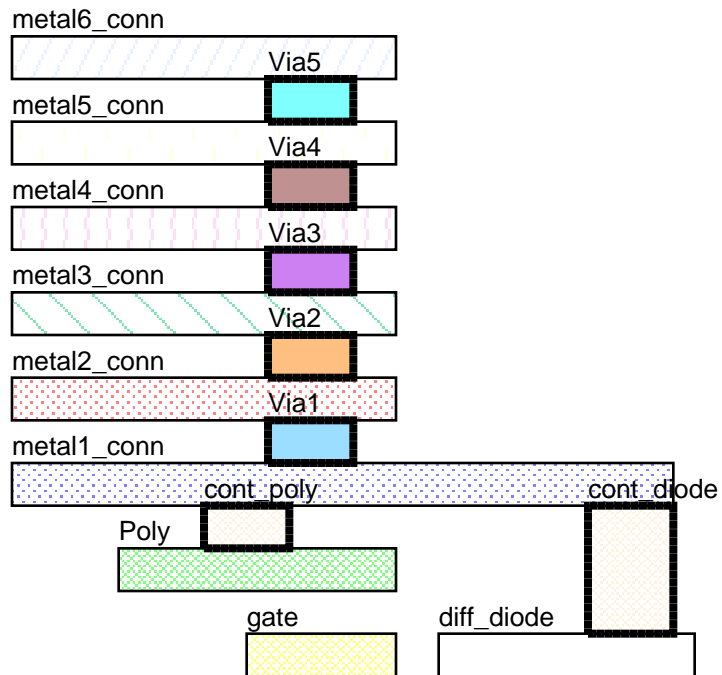 metal6_conn
Via5
metal5_conn
Via4
metal4_conn
Via3
metal3_conn
Via2
metal2_conn
Via1
metal1_conn
cont_poly
cont_diode
Poly
gate
diff_diode